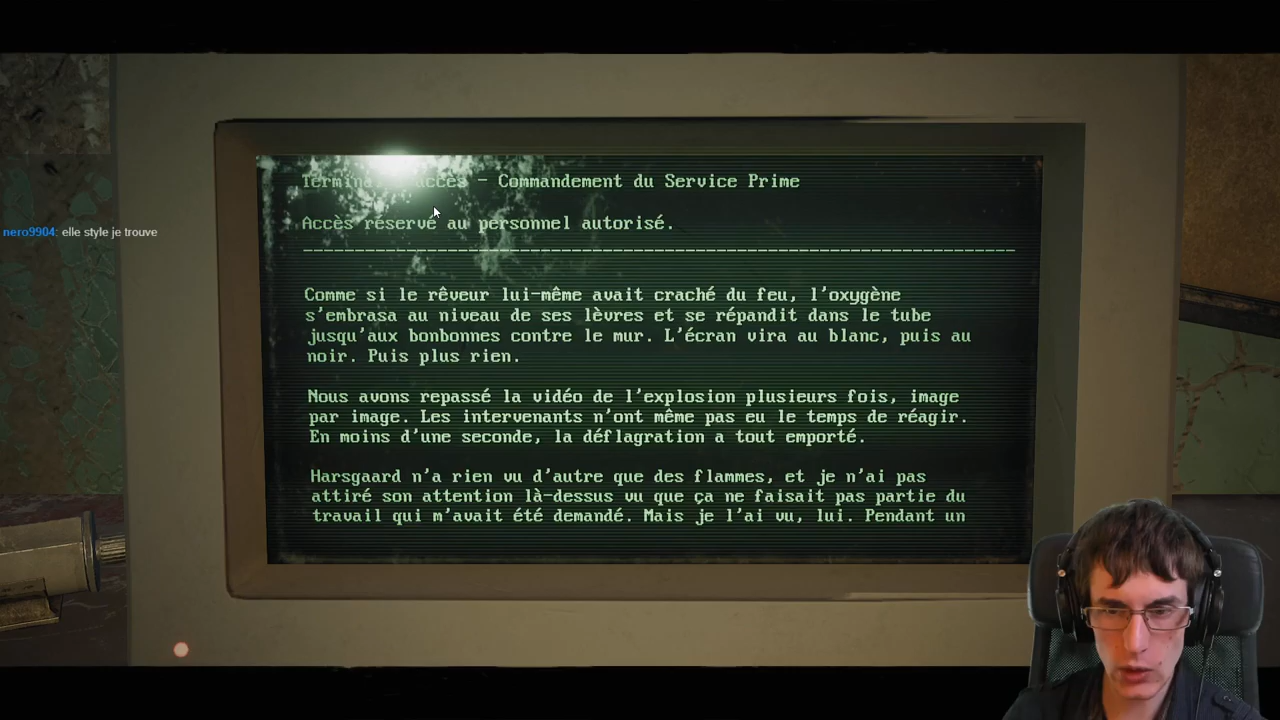 Terminal d'accès - Commandement du Service Prime
Accès réservé au personnel autorisé.
nero9904: elle style je trouve
Comme si le rêveur lui-même avait craché du feu, l'oxygène
s'embrasa au niveau de ses lèvres et se répandit dans le tube
jusqu'aux bonbonnes contre le mur. L'écran vira au blanc, puis au
noir. Puis plus rien.
Nous avons repassé la vidéo de l'explosion plusieurs fois, image
par image. Les intervenants n'ont même pas eu le temps de réagir.
En moins d'une seconde, la déflagration a tout emporté.
Harsgaard n'a rien vu d'autre que des flammes, et je n'ai pas
attiré son attention là-dessus vu que ça ne faisait pas partie du
travail qui m'avait été demandé. Mais je l'ai vu, lui. Pendant un